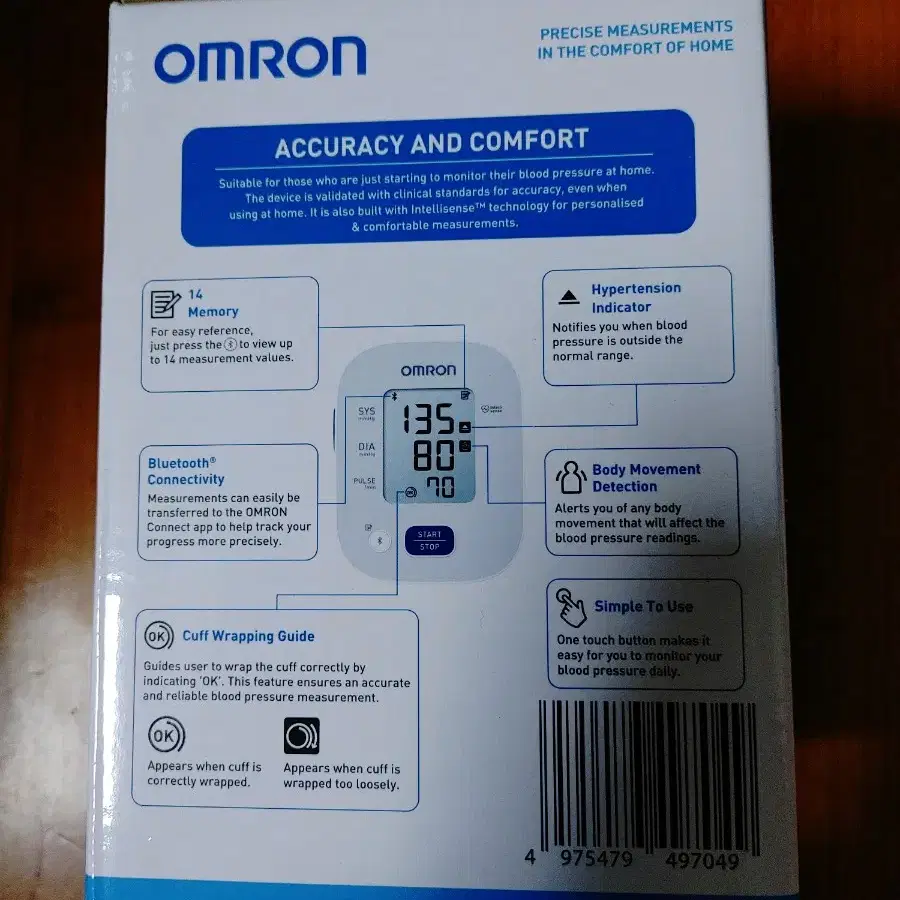 OMRON
PRECISE MEASUREMENTS
IN THE COMFORT OF HOME
ACCURACY AND COMFORT
Suitable for those who are just starting to monitor their blood pressure at home.
The device is validated with clinical standards for accuracy, even when
using at home. It is also built with Intellisense™ technology for personalised
& comfortable measurements.
14
Memory
For easy reference,
just press the to view up
to 14 measurement values.
Hypertension
Indicator
Notifies you when blood
pressure is outside the
normal range.
OMRON
SYS
mmHg
135
DIA
mmHg
80
PULSE
/min
70
OK
START
STOP
Bluetooth®
Connectivity
Measurements can easily be
transferred to the OMRON
Connect app to help track your
progress more precisely.
Body Movement
Detection
Alerts you of any body
movement that will affect the
blood pressure readings.
Simple To Use
One touch button makes it
easy for you to monitor your
blood pressure daily.
OK Cuff Wrapping Guide
Guides user to wrap the cuff correctly by
indicating 'OK'. This feature ensures an accurate
and reliable blood pressure measurement.
OK
Appears when cuff is
correctly wrapped.
Appears when cuff is
wrapped too loosely.
4 975479 497049